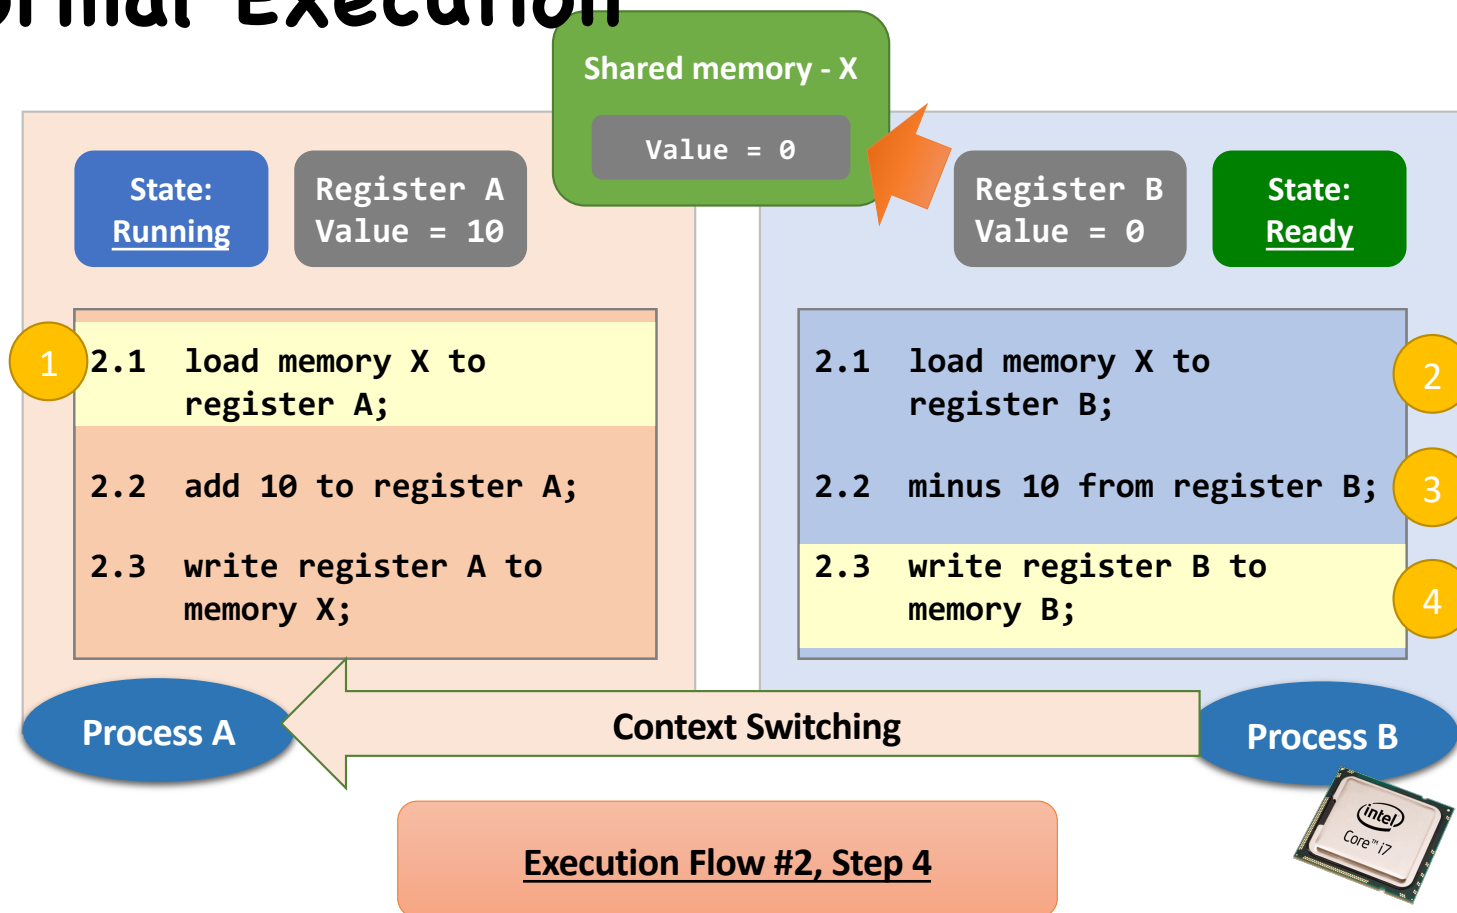 ormal Execution
Shared memory - X
Value = 0
State:
Running
Register A
Value = 10
Register B
Value = 0
State:
Ready
1
2.1 load memory X to
register A;
2.2 add 10 to register A;
2.3 write register A to
memory X;
2.1 load memory X to
register B;
2
2.2 minus 10 from register B;
3
2.3 write register B to
memory B;
4
Process A
Context Switching
Process B
intel
Core™ i7
Execution Flow #2, Step 4